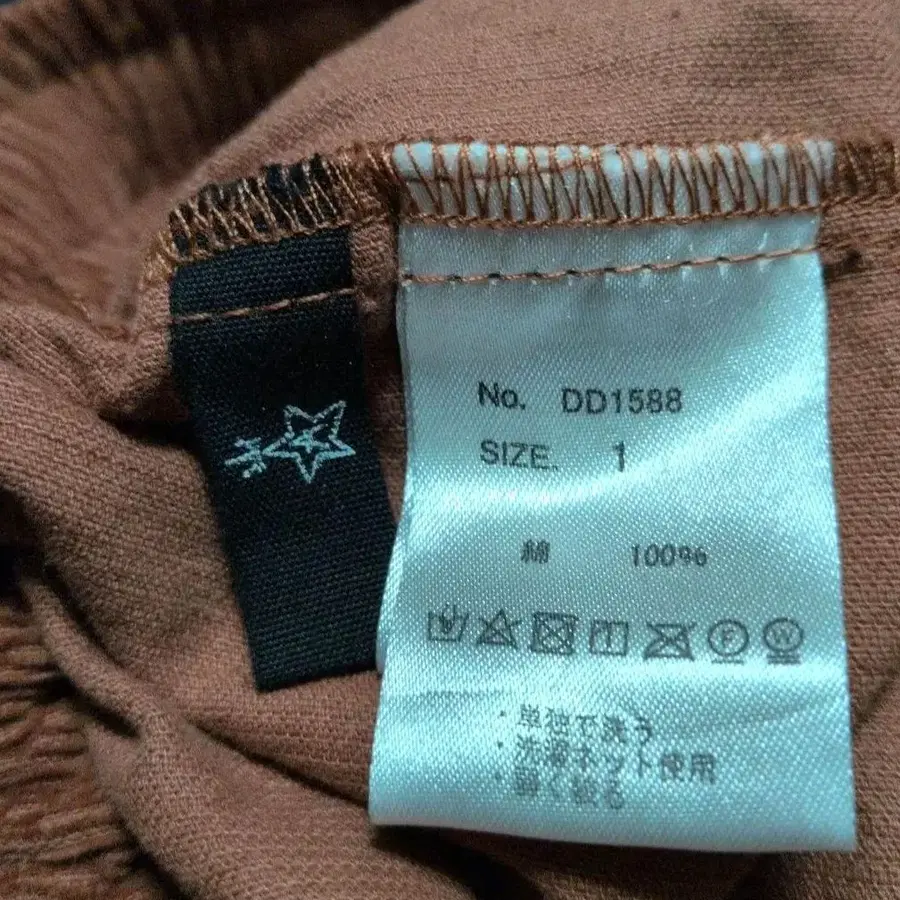 No. DD1588
SIZE. 1
綿 100%
F W
・単独で洗う
・洗濯ネット使用
弱く絞る